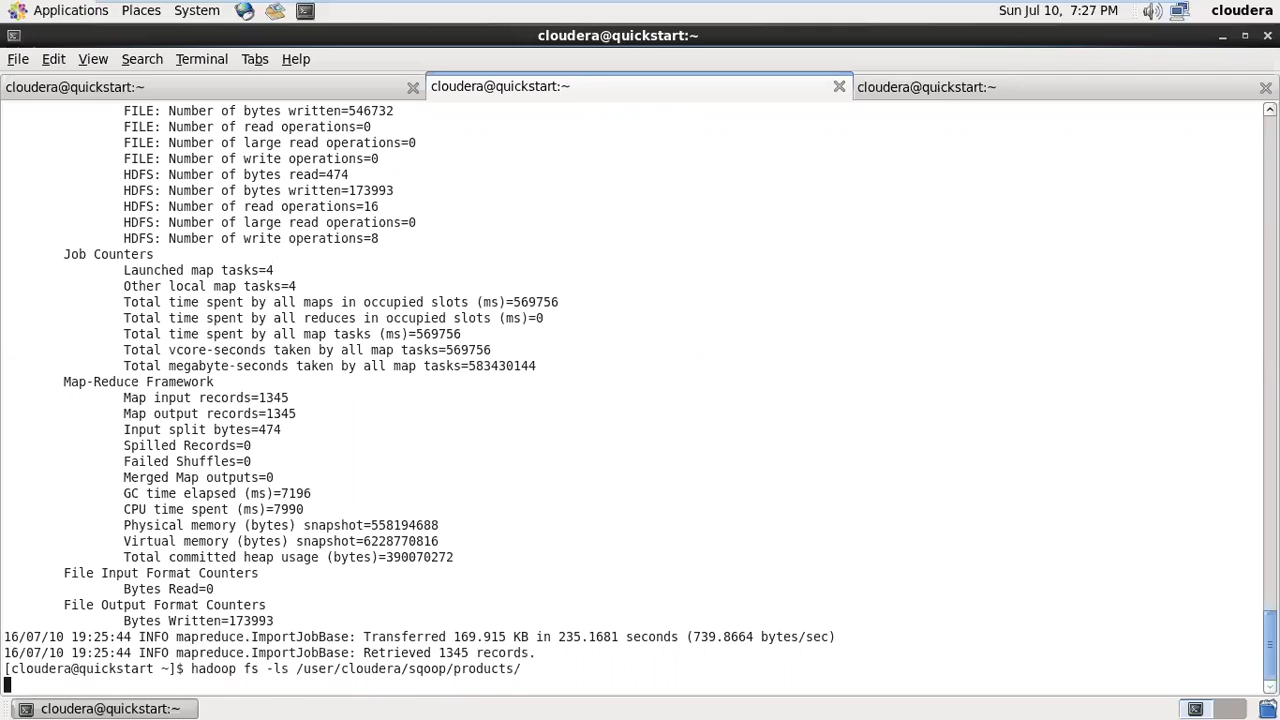 Applications Places System Sun Jul 10, 7:27 PM cloudera
cloudera@quickstart:~
File Edit View Search Terminal Tabs Help
cloudera@quickstart:~ cloudera@quickstart:~ cloudera@quickstart:~
FILE: Number of bytes written=546732
FILE: Number of read operations=0
FILE: Number of large read operations=0
FILE: Number of write operations=0
HDFS: Number of bytes read=474
HDFS: Number of bytes written=173993
HDFS: Number of read operations=16
HDFS: Number of large read operations=0
HDFS: Number of write operations=8
Job Counters
Launched map tasks=4
Other local map tasks=4
Total time spent by all maps in occupied slots (ms)=569756
Total time spent by all reduces in occupied slots (ms)=0
Total time spent by all map tasks (ms)=569756
Total vcore-seconds taken by all map tasks=569756
Total megabyte-seconds taken by all map tasks=583430144
Map-Reduce Framework
Map input records=1345
Map output records=1345
Input split bytes=474
Spilled Records=0
Failed Shuffles=0
Merged Map outputs=0
GC time elapsed (ms)=7196
CPU time spent (ms)=7990
Physical memory (bytes) snapshot=558194688
Virtual memory (bytes) snapshot=6228770816
Total committed heap usage (bytes)=390070272
File Input Format Counters
Bytes Read=0
File Output Format Counters
Bytes Written=173993
16/07/10 19:25:44 INFO mapreduce.ImportJobBase: Transferred 169.915 KB in 235.1681 seconds (739.8664 bytes/sec)
16/07/10 19:25:44 INFO mapreduce.ImportJobBase: Retrieved 1345 records.
[cloudera@quickstart ~]$ hadoop fs -ls /user/cloudera/sqoop/products/
cloudera@quickstart:~